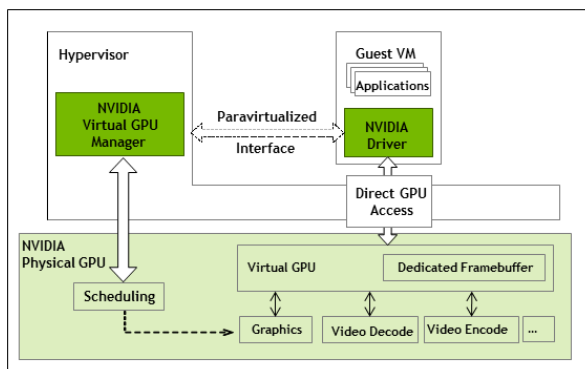 Hypervisor
Guest VM
Applications
NVIDIA
Virtual GPU
Manager
Paravirtualized
Interface
NVIDIA
Driver
Direct GPU
Access
NVIDIA
Physical GPU
Virtual GPU
Dedicated Framebuffer
Scheduling
Graphics
Video Decode
Video Encode
...